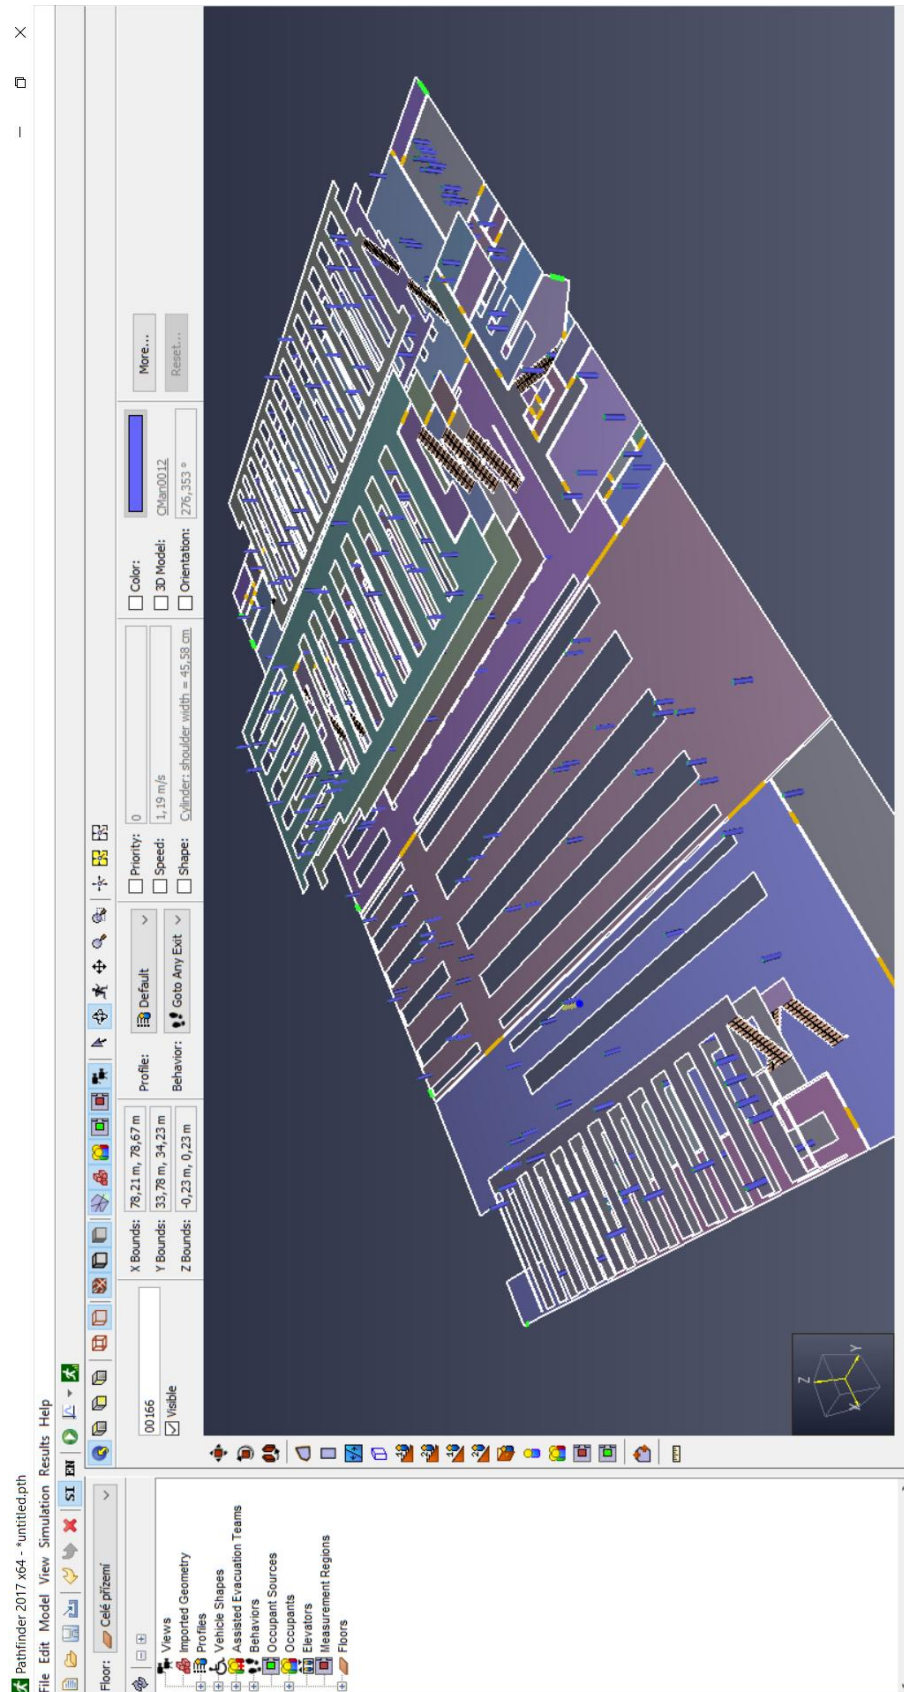 Pathfinder 2017 x64 - *untitled.pth
File Edit Model View Simulation Results Help
SI EN
Floor: Celé přízemí
Views
Imported Geometry
Profiles
Vehicle Shapes
Assisted Evacuation Teams
Behaviors
Occupant Sources
Occupants
Elevators
Measurement Regions
Floors
00166
Visible
X Bounds: 78,21 m, 78,67 m
Y Bounds: 33,78 m, 34,23 m
Z Bounds: -0,23 m, 0,23 m
Profile: Default
Behavior: Goto Any Exit
Priority: 0
Speed: 1,19 m/s
Shape: Cylinder: shoulder width = 45,58 cm
Color:
3D Model: CMan0012
Orientation: 276,353 °
More...
Reset...
Z
X
Y